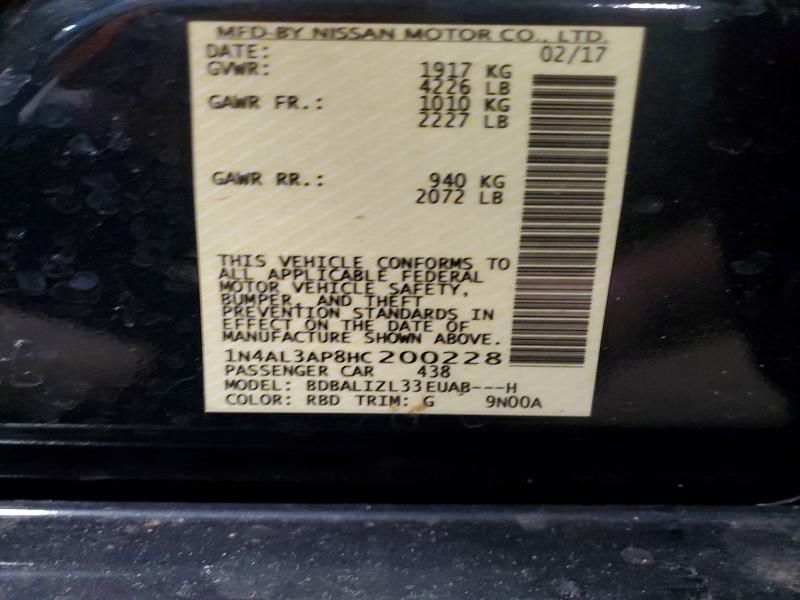 MFD BY NISSAN MOTOR CO., LTD.
DATE: 02/17
GVWR: 1917 KG
4226 LB
GAWR FR.: 1010 KG
2227 LB
GAWR RR.: 940 KG
2072 LB
THIS VEHICLE CONFORMS TO
ALL APPLICABLE FEDERAL
MOTOR VEHICLE SAFETY,
BUMPER, AND THEFT
PREVENTION STANDARDS IN
EFFECT ON THE DATE OF
MANUFACTURE SHOWN ABOVE.
1N4AL3AP8HC200228
PASSENGER CAR 438
MODEL: BDBALIZL33EUAB---H
COLOR: RBD TRIM: G 9N00A